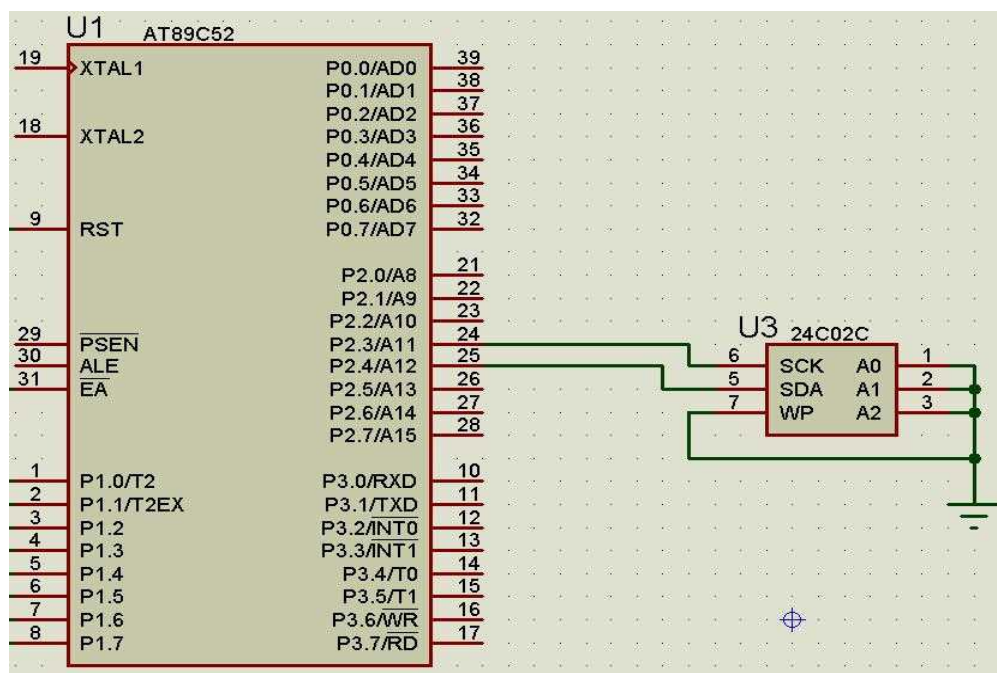 U1 AT89C52
19 XTAL1 P0.0/AD0 39
P0.1/AD1 38
P0.2/AD2 37
18 XTAL2 P0.3/AD3 36
P0.4/AD4 35
P0.5/AD5 34
P0.6/AD6 33
9 RST P0.7/AD7 32
P2.0/A8 21
P2.1/A9 22
P2.2/A10 23
29 PSEN P2.3/A11 24
30 ALE P2.4/A12 25
31 EA P2.5/A13 26
P2.6/A14 27
P2.7/A15 28
1 P1.0/T2 P3.0/RXD 10
2 P1.1/T2EX P3.1/TXD 11
3 P1.2 P3.2/INT0 12
4 P1.3 P3.3/INT1 13
5 P1.4 P3.4/T0 14
6 P1.5 P3.5/T1 15
7 P1.6 P3.6/WR 16
8 P1.7 P3.7/RD 17
U3 24C02C
6 SCK A0 1
5 SDA A1 2
7 WP A2 3